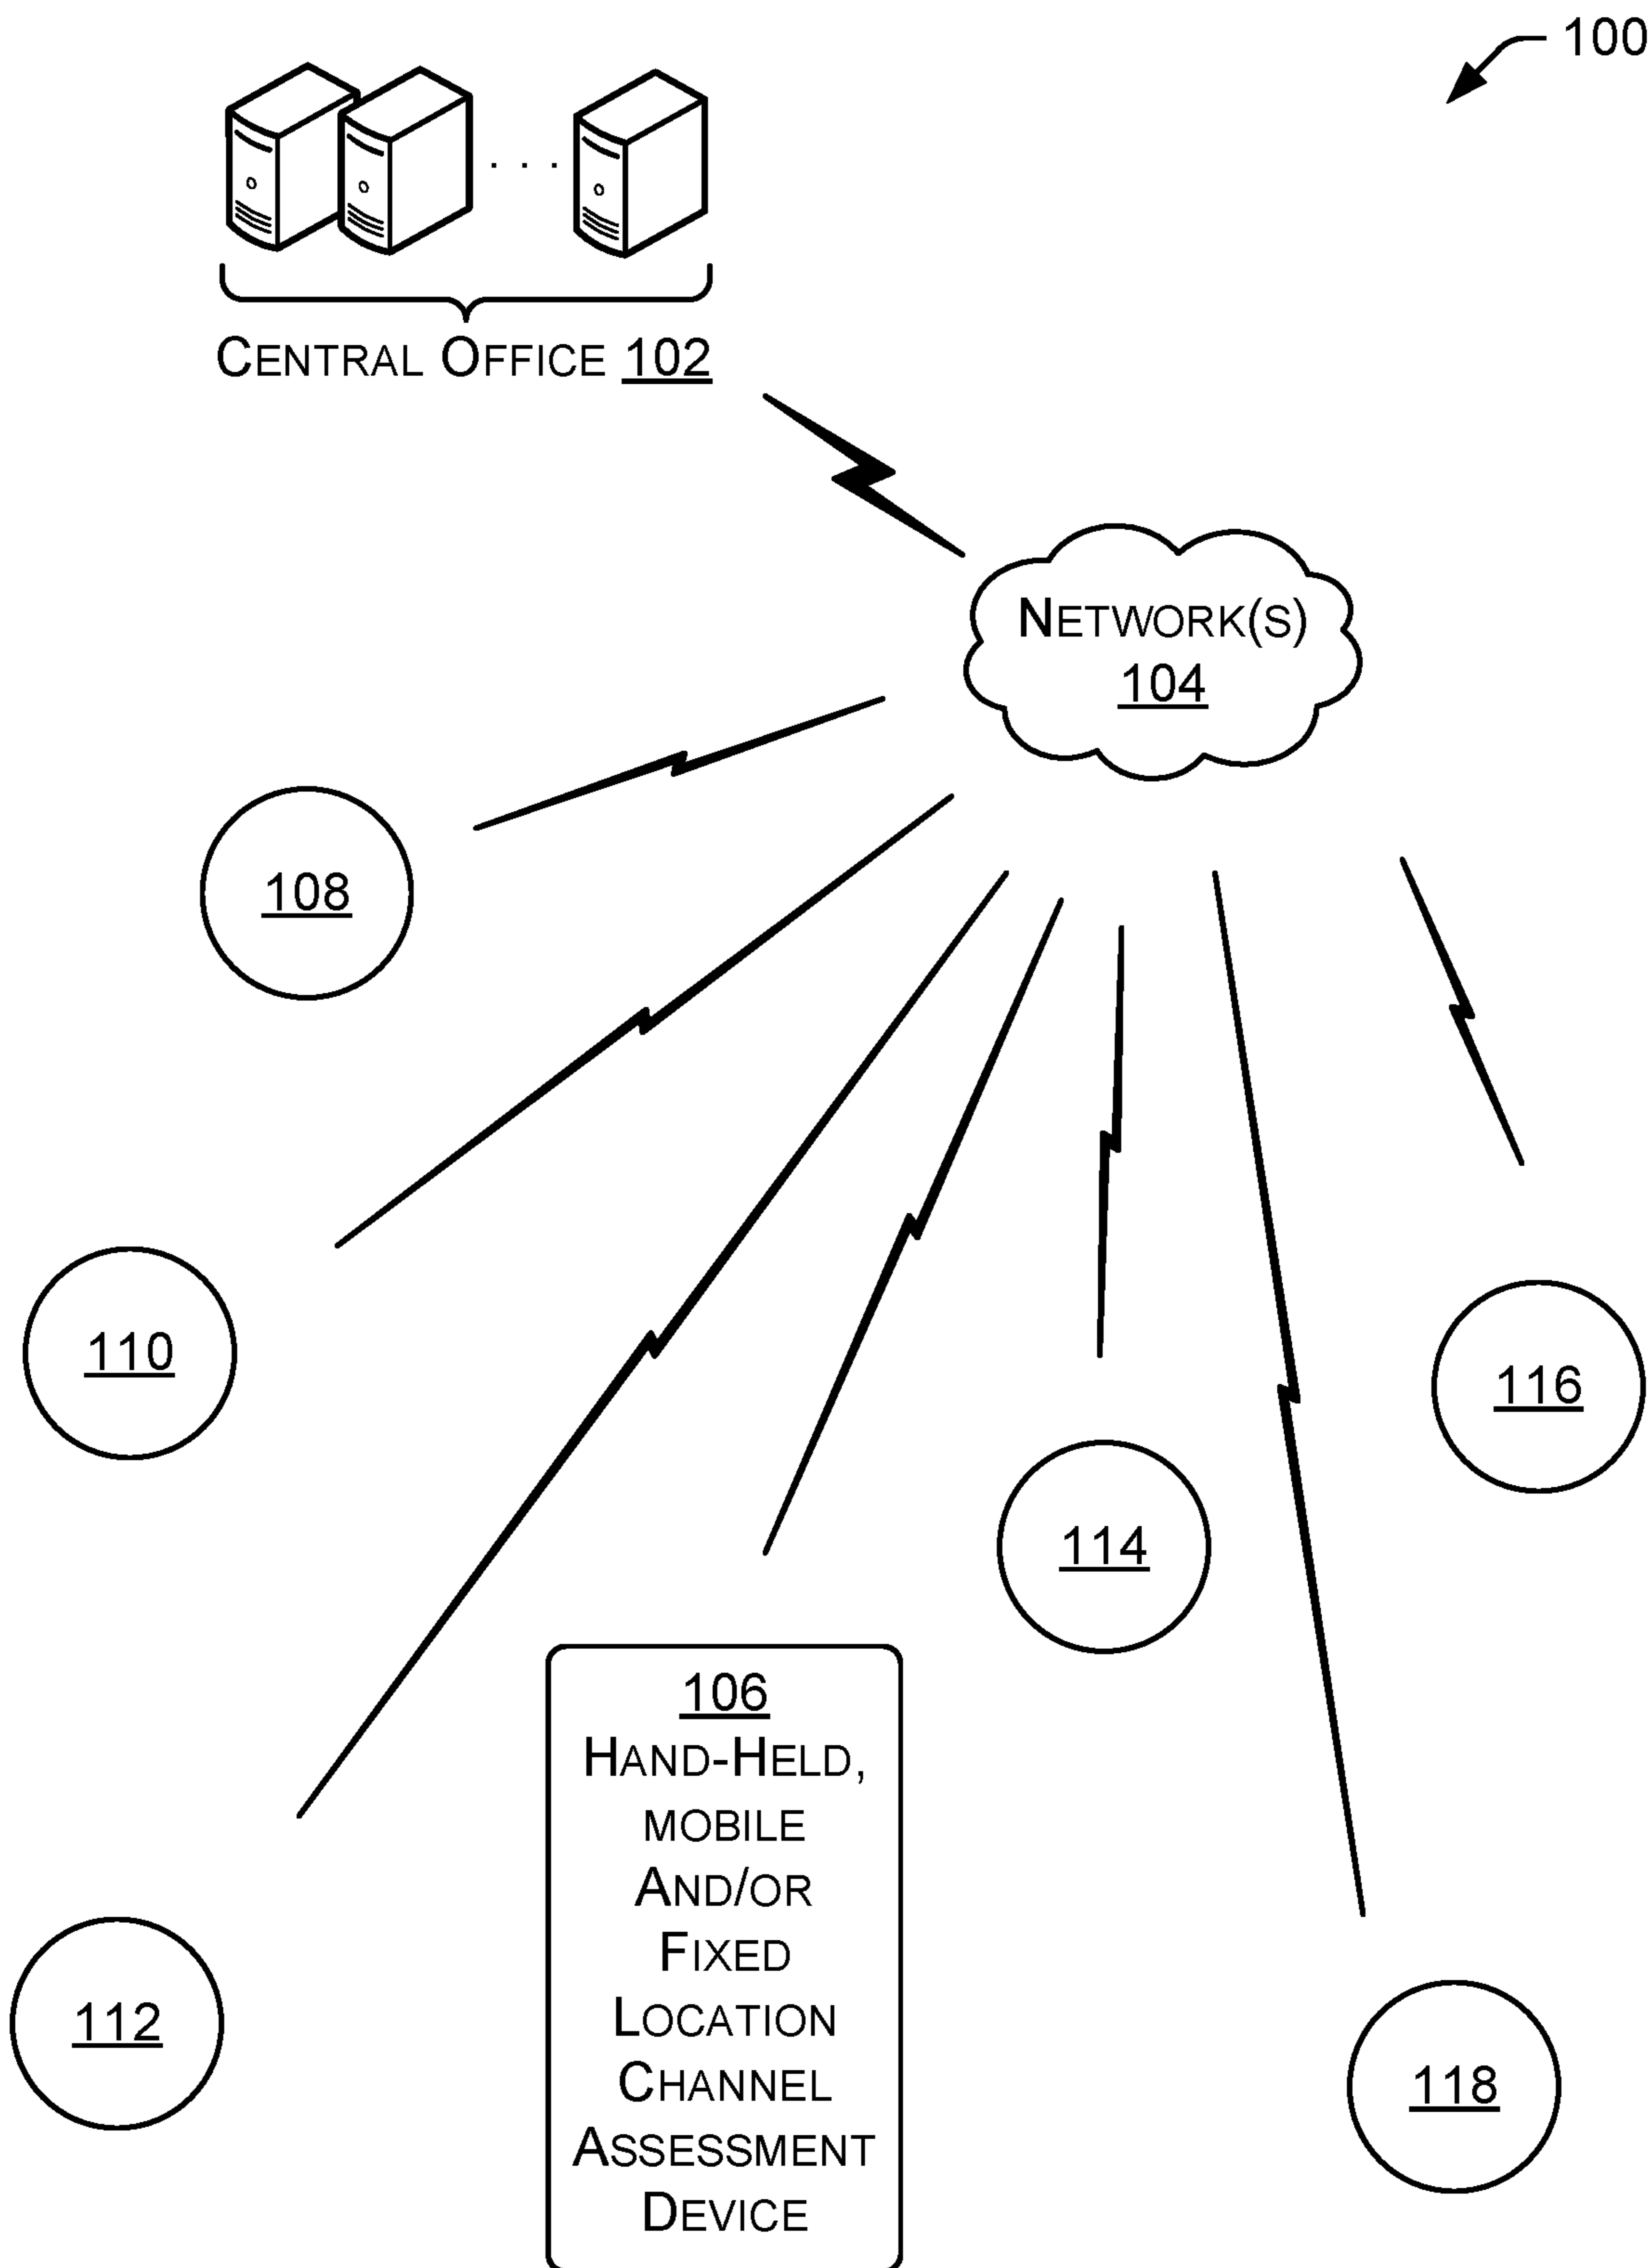 100
. . .
CENTRAL OFFICE 102
NETWORK(S)
104
108
110
116
114
106
HAND-HELD,
MOBILE
AND/OR
FIXED
LOCATION
CHANNEL
ASSESSMENT
DEVICE
112
118